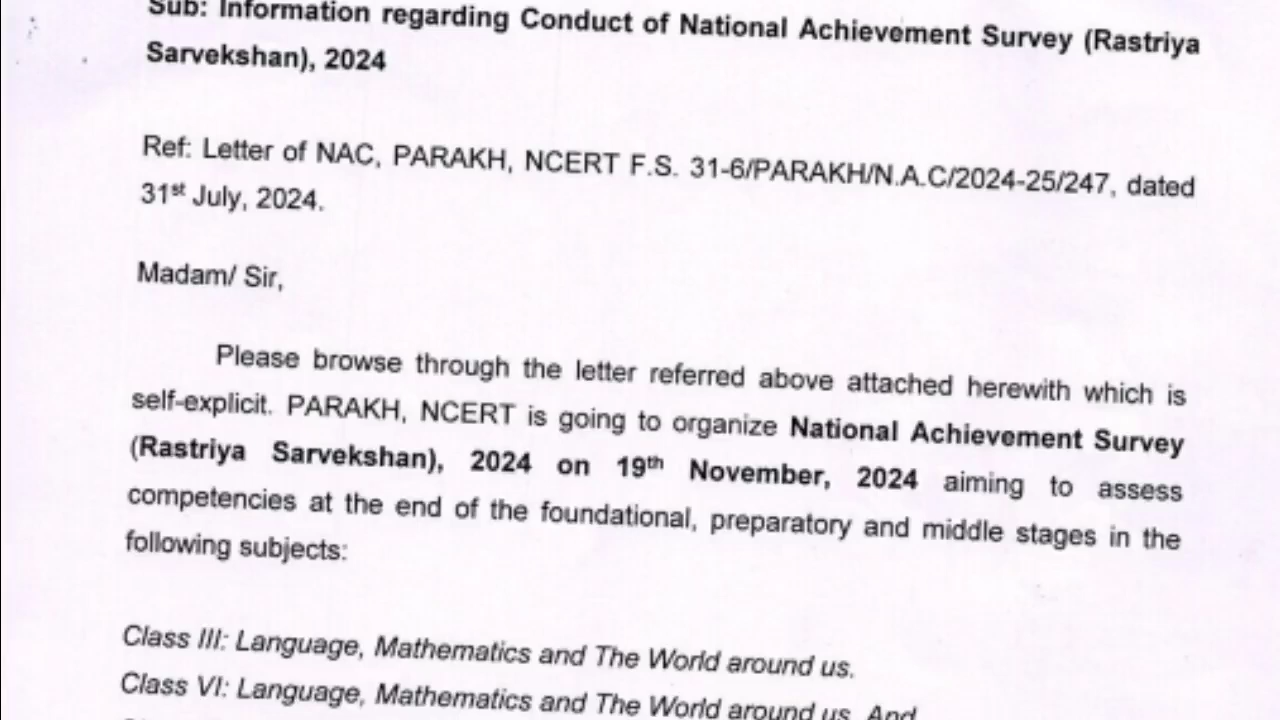 Sub: Information regarding Conduct of National Achievement Survey (Rastriya
Sarvekshan), 2024
Ref: Letter of NAC, PARAKH, NCERT F.S. 31-6/PARAKH/N.A.C/2024-25/247, dated
31st July, 2024.
Madam/ Sir,
Please browse through the letter referred above attached herewith which is
self-explicit. PARAKH, NCERT is going to organize National Achievement Survey
(Rastriya Sarvekshan), 2024 on 19th November, 2024 aiming to assess
competencies at the end of the foundational, preparatory and middle stages in the
following subjects:
Class III: Language, Mathematics and The World around us.
Class VI: Language, Mathematics and The World around us. And